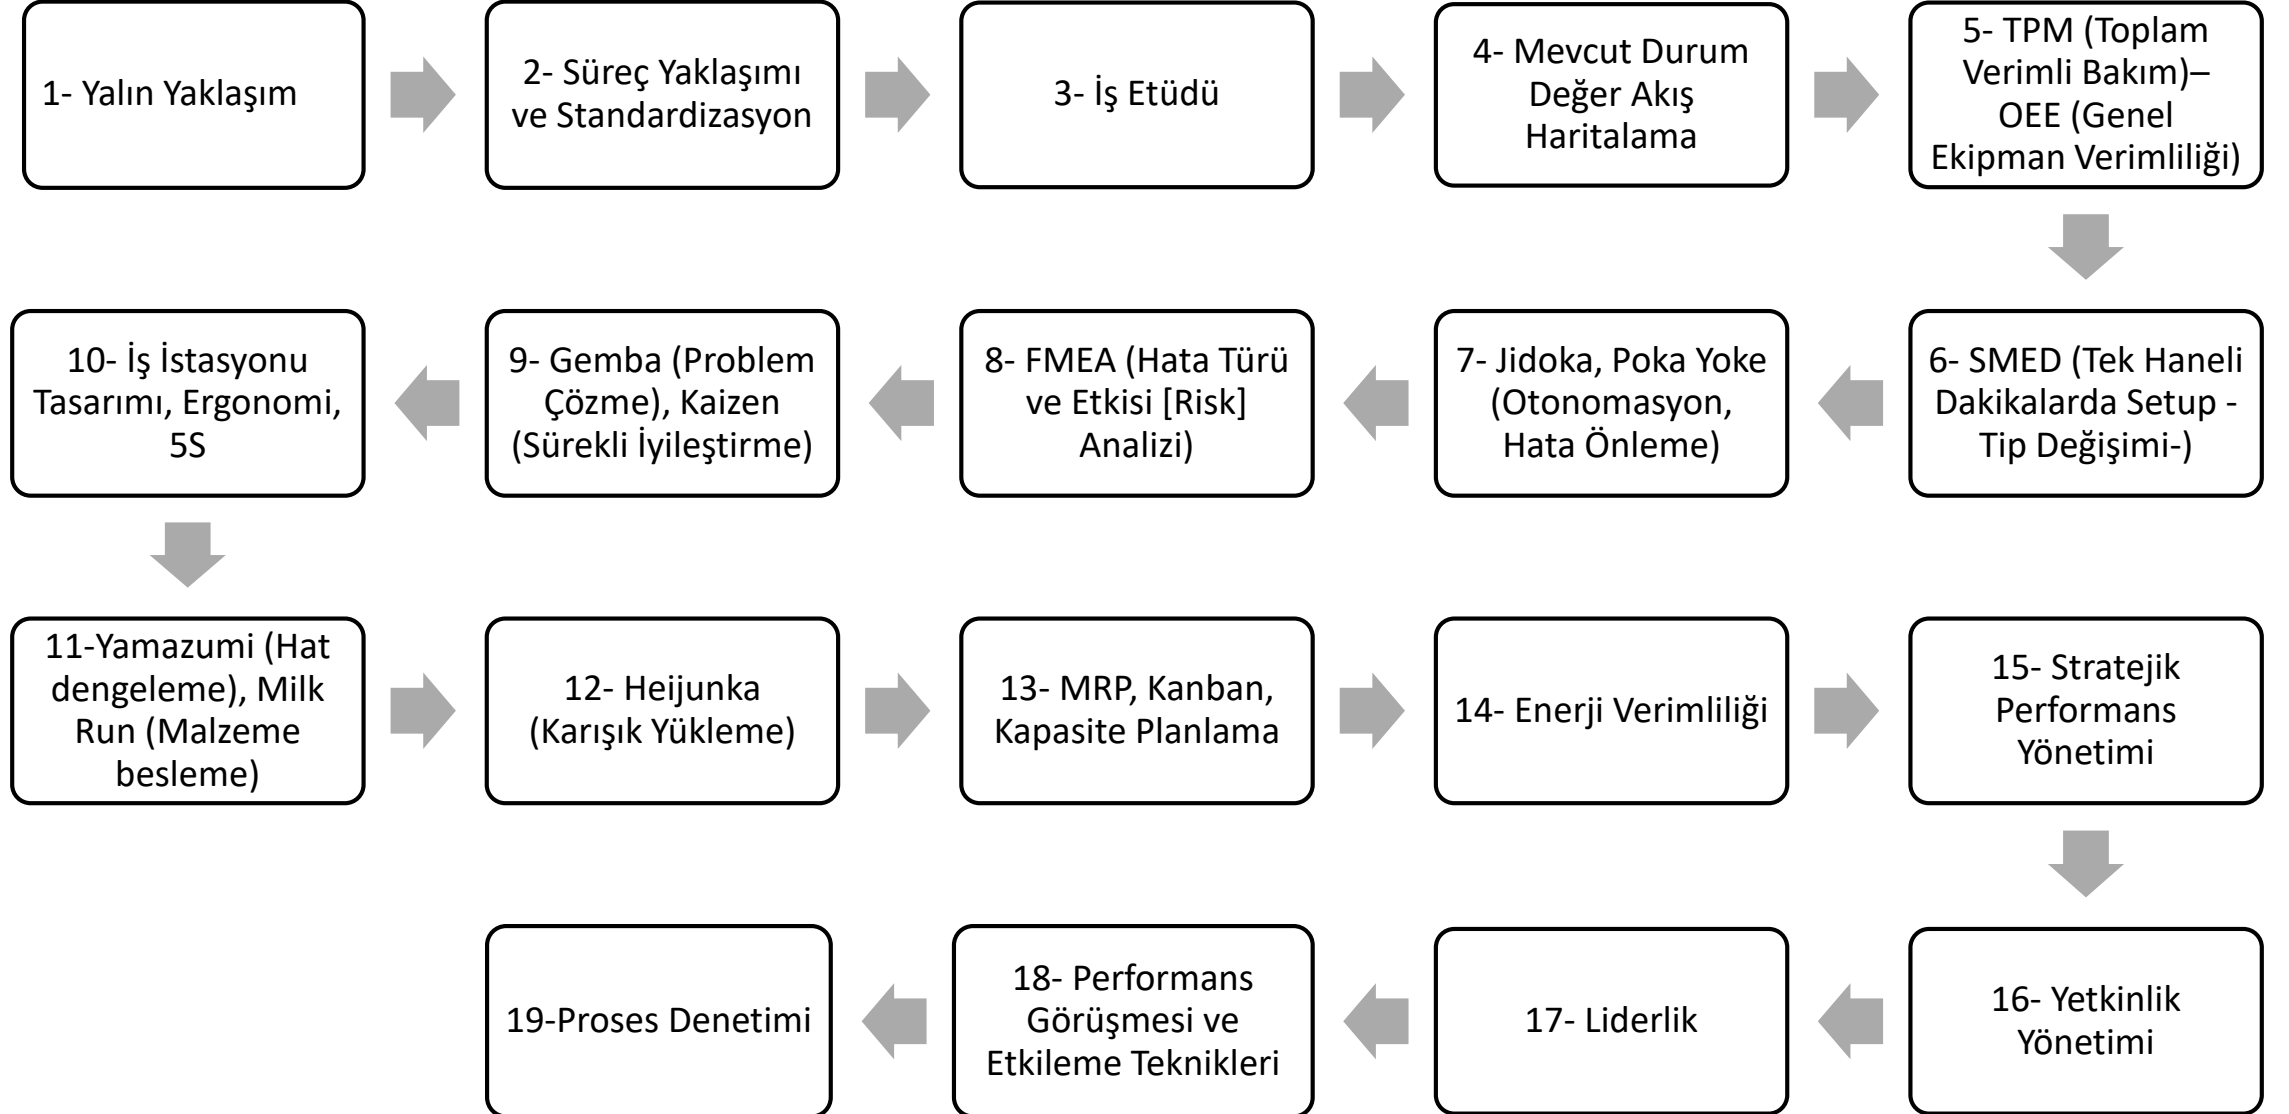 1- Yalın Yaklaşım
2- Süreç Yaklaşımı
ve Standardizasyon
3- İş Etüdü
4- Mevcut Durum
Değer Akış
Haritalama
5- TPM (Toplam
Verimli Bakım)–
OEE (Genel
Ekipman Verimliliği)
6- SMED (Tek Haneli
Dakikalarda Setup -
Tip Değişimi-)
7- Jidoka, Poka Yoke
(Otonomasyon,
Hata Önleme)
8- FMEA (Hata Türü
ve Etkisi [Risk]
Analizi)
9- Gemba (Problem
Çözme), Kaizen
(Sürekli İyileştirme)
10- İş İstasyonu
Tasarımı, Ergonomi,
5S
11-Yamazumi (Hat
dengeleme), Milk
Run (Malzeme
besleme)
12- Heijunka
(Karışık Yükleme)
13- MRP, Kanban,
Kapasite Planlama
14- Enerji Verimliliği
15- Stratejik
Performans
Yönetimi
16- Yetkinlik
Yönetimi
17- Liderlik
18- Performans
Görüşmesi ve
Etkileme Teknikleri
19-Proses Denetimi